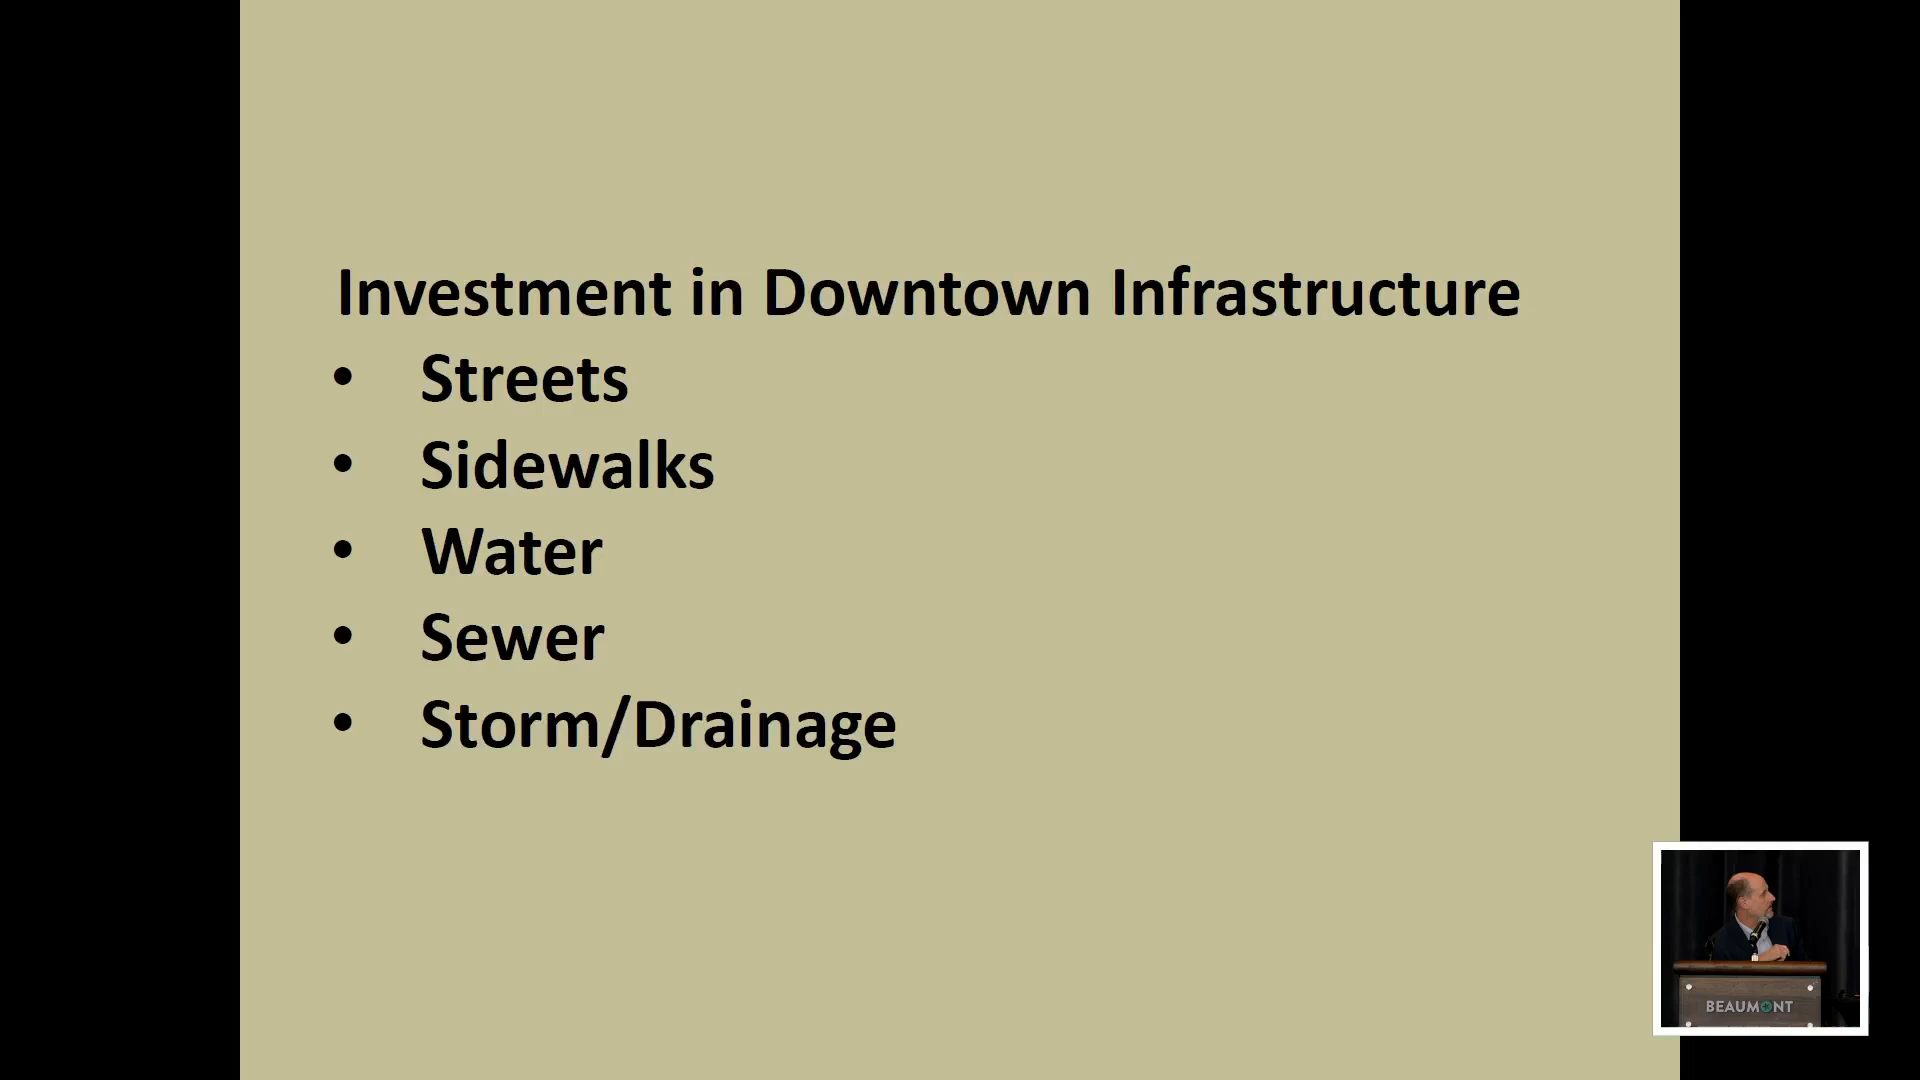 Investment in Downtown Infrastructure
• Streets
• Sidewalks
• Water
• Sewer
• Storm/Drainage
BEAUMONT